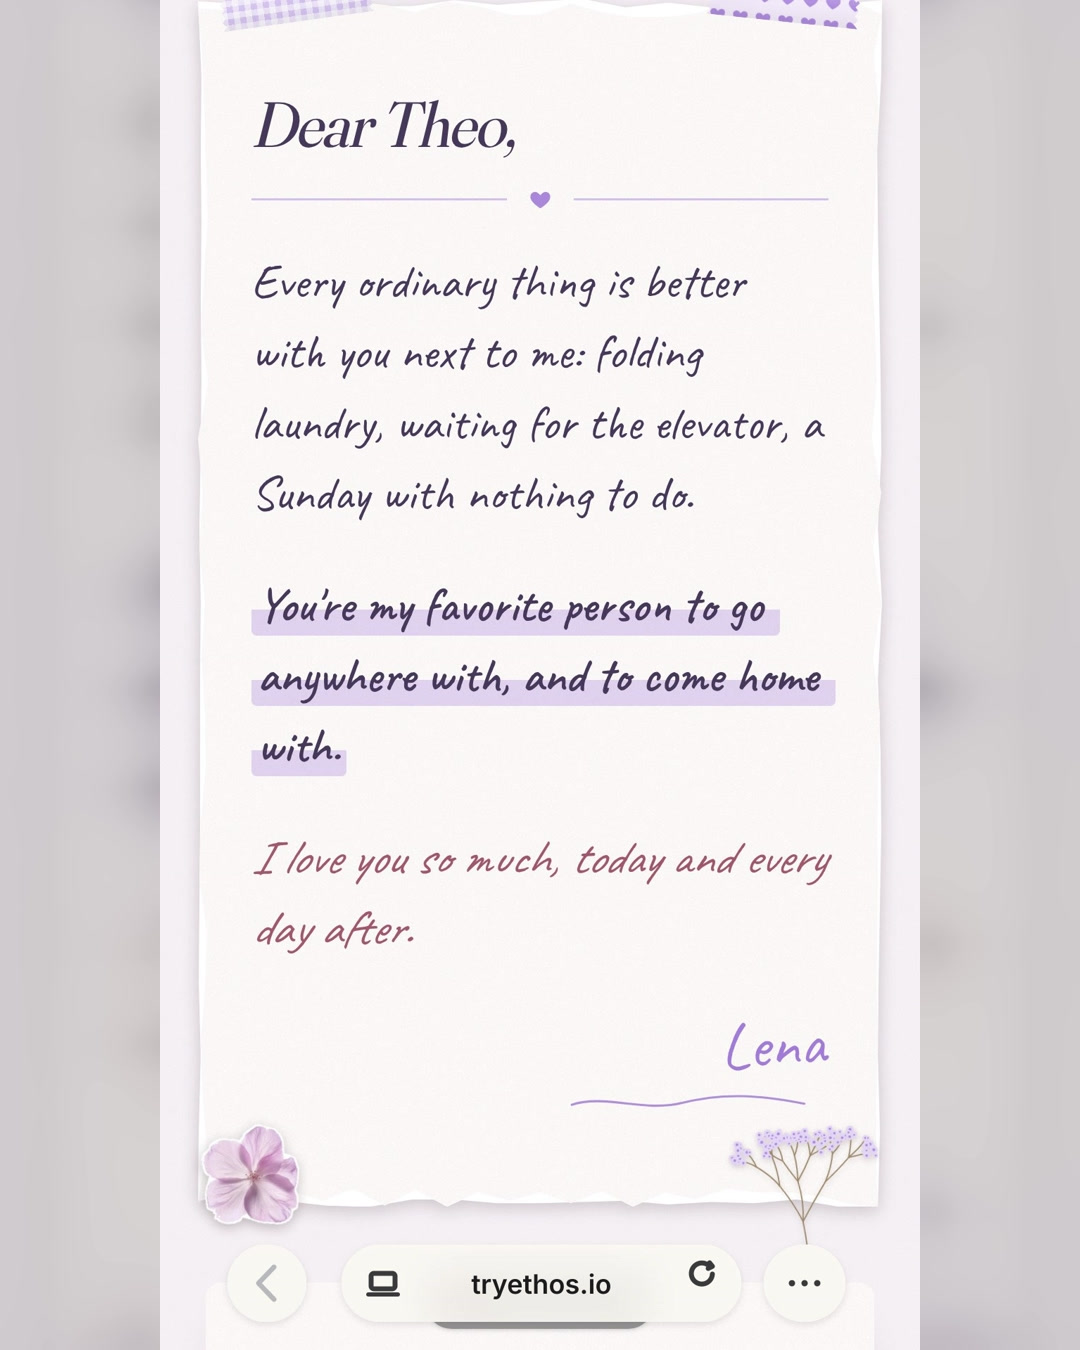 Dear Theo,
Every ordinary thing is better
with you next to me: folding
laundry, waiting for the elevator, a
Sunday with nothing to do.
You're my favorite person to go
anywhere with, and to come home
with.
I love you so much, today and every
day after.
Lena
tryethos.io